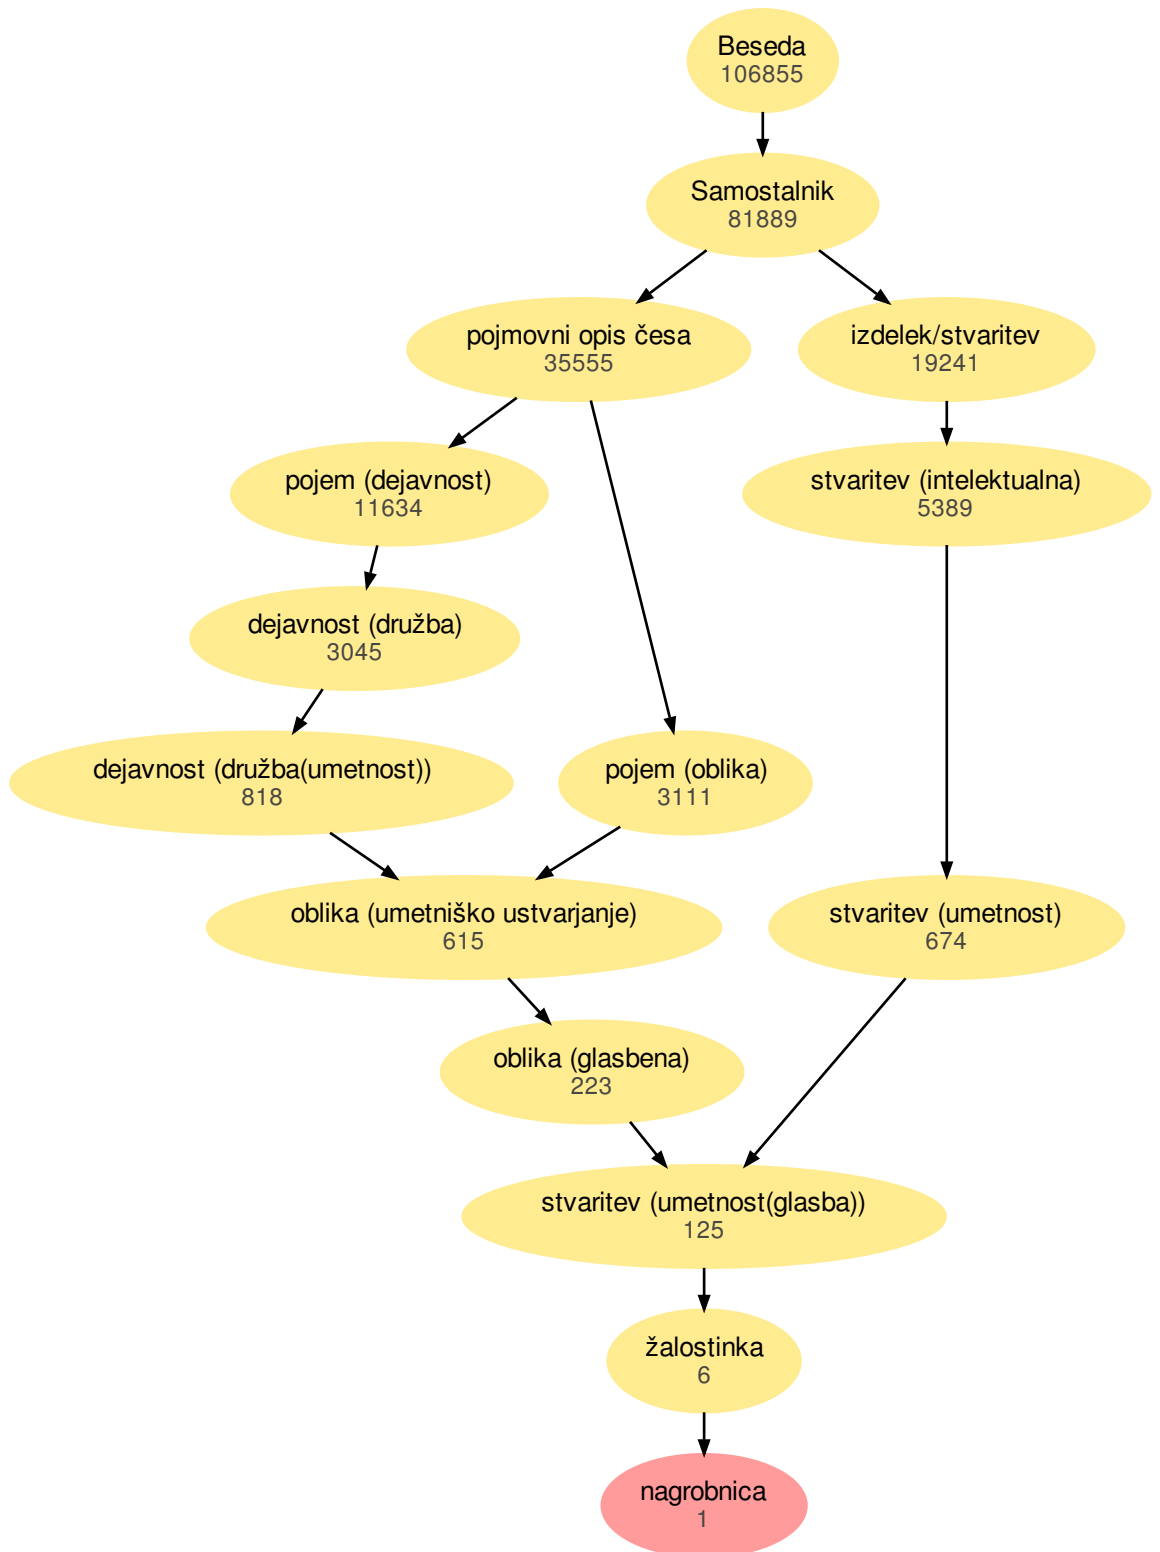 Beseda
106855
Samostalnik
81889
pojmovni opis česa
35555
izdelek/stvaritev
19241
pojem (dejavnost)
11634
stvaritev (intelektualna)
5389
dejavnost (družba)
3045
dejavnost (družba(umetnost))
818
pojem (oblika)
3111
oblika (umetniško ustvarjanje)
615
stvaritev (umetnost)
674
oblika (glasbena)
223
stvaritev (umetnost(glasba))
125
žalostinka
6
nagrobnica
1